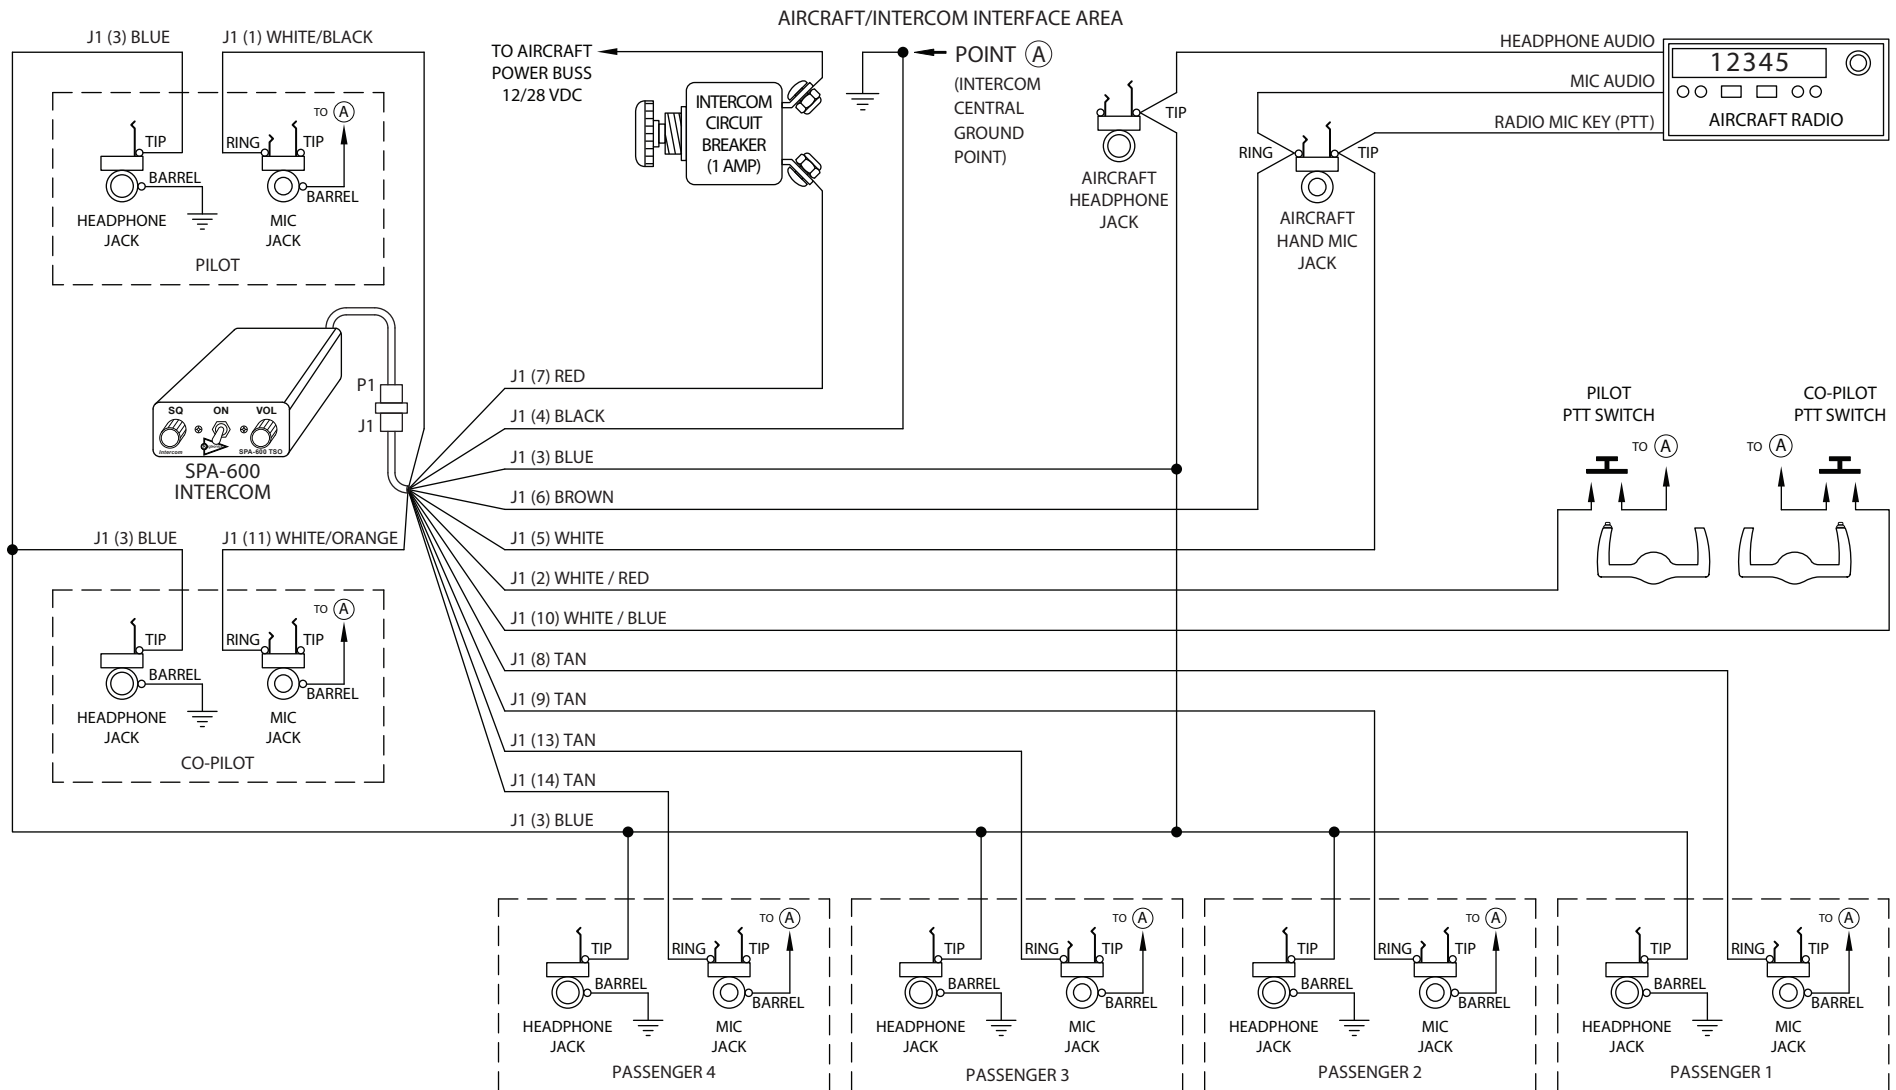 AIRCRAFT/INTERCOM INTERFACE AREA
J1 (3) BLUE
J1 (1) WHITE/BLACK
TO A
TIP
RING
TIP
BARREL
BARREL
HEADPHONE
JACK
MIC
JACK
PILOT
TO AIRCRAFT
POWER BUSS
12/28 VDC
INTERCOM
CIRCUIT
BREAKER
(1 AMP)
POINT A
(INTERCOM
CENTRAL
GROUND
POINT)
TIP
AIRCRAFT
HEADPHONE
JACK
HEADPHONE AUDIO
MIC AUDIO
RADIO MIC KEY (PTT)
12345
AIRCRAFT RADIO
RING
TIP
AIRCRAFT
HAND MIC
JACK
P1
J1
SQ
ON
VOL
Intercom
SPA-600 TSO
SPA-600
INTERCOM
J1 (7) RED
J1 (4) BLACK
J1 (3) BLUE
J1 (6) BROWN
J1 (5) WHITE
J1 (2) WHITE / RED
J1 (10) WHITE / BLUE
J1 (8) TAN
J1 (9) TAN
J1 (13) TAN
J1 (14) TAN
J1 (3) BLUE
PILOT
PTT SWITCH
TO A
CO-PILOT
PTT SWITCH
TO A
J1 (3) BLUE
J1 (11) WHITE/ORANGE
TO A
TIP
RING
TIP
BARREL
BARREL
HEADPHONE
JACK
MIC
JACK
CO-PILOT
TO A
TIP
RING
TIP
BARREL
BARREL
HEADPHONE
JACK
MIC
JACK
PASSENGER 4
TO A
TIP
RING
TIP
BARREL
BARREL
HEADPHONE
JACK
MIC
JACK
PASSENGER 3
TO A
TIP
RING
TIP
BARREL
BARREL
HEADPHONE
JACK
MIC
JACK
PASSENGER 2
TO A
TIP
RING
TIP
BARREL
BARREL
HEADPHONE
JACK
MIC
JACK
PASSENGER 1